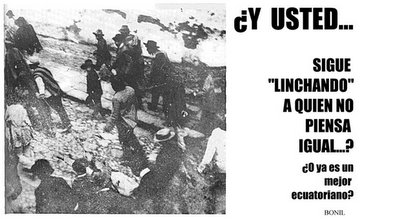 ¿Y USTED...
SIGUE
"LINCHANDO"
A QUIEN NO
PIENSA
IGUAL...?
¿O ya es un
mejor
ecuatoriano?
BONIL